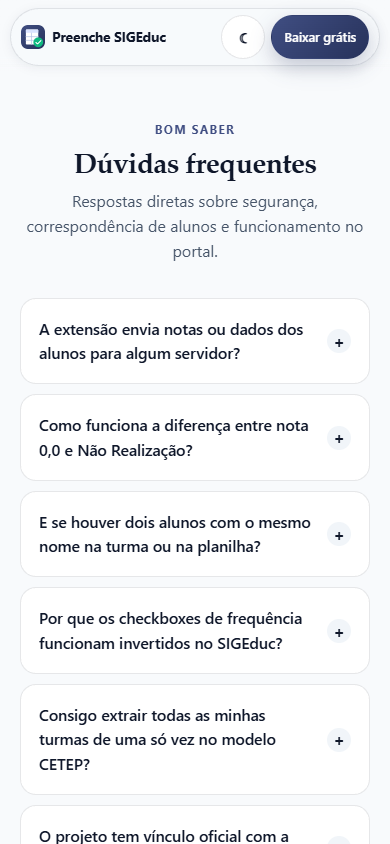 Preenche SIGEduc
Baixar grátis
BOM SABER
Dúvidas frequentes
Respostas diretas sobre segurança,
correspondência de alunos e funcionamento no
portal.
A extensão envia notas ou dados dos
alunos para algum servidor?
+
Como funciona a diferença entre nota
0,0 e Não Realização?
+
E se houver dois alunos com o mesmo
nome na turma ou na planilha?
+
Por que os checkboxes de frequência
funcionam invertidos no SIGEduc?
+
Consigo extrair todas as minhas
turmas de uma só vez no modelo
CETEP?
+
O projeto tem vínculo oficial com a